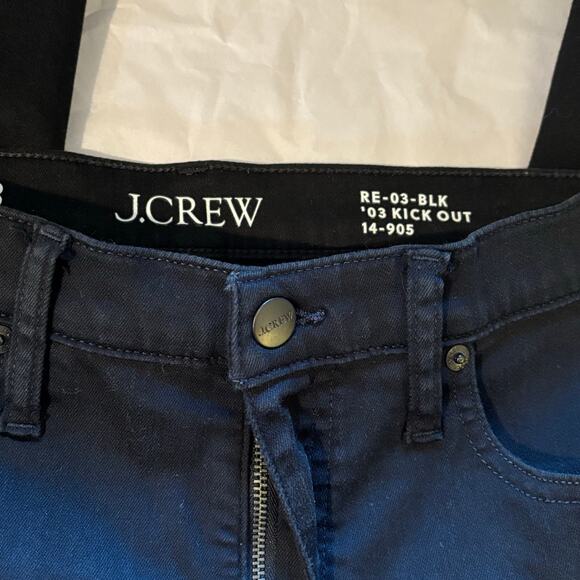 J.CREW
RE-03-BLK
'03 KICK OUT
14-905
J.CREW